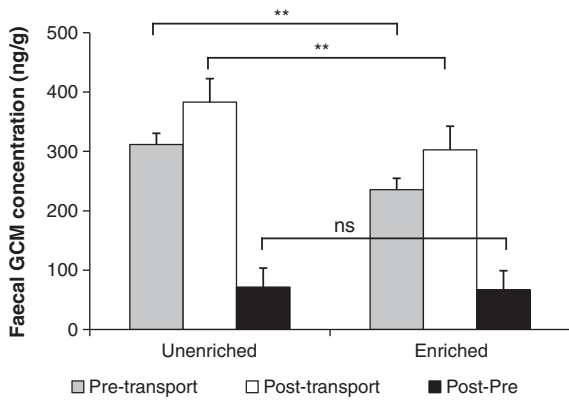 **
500
**
400
300
200
ns
100
0
Faecal GCM concentration (ng/g)
Unenriched Enriched
Pre-transport Post-transport Post-Pre